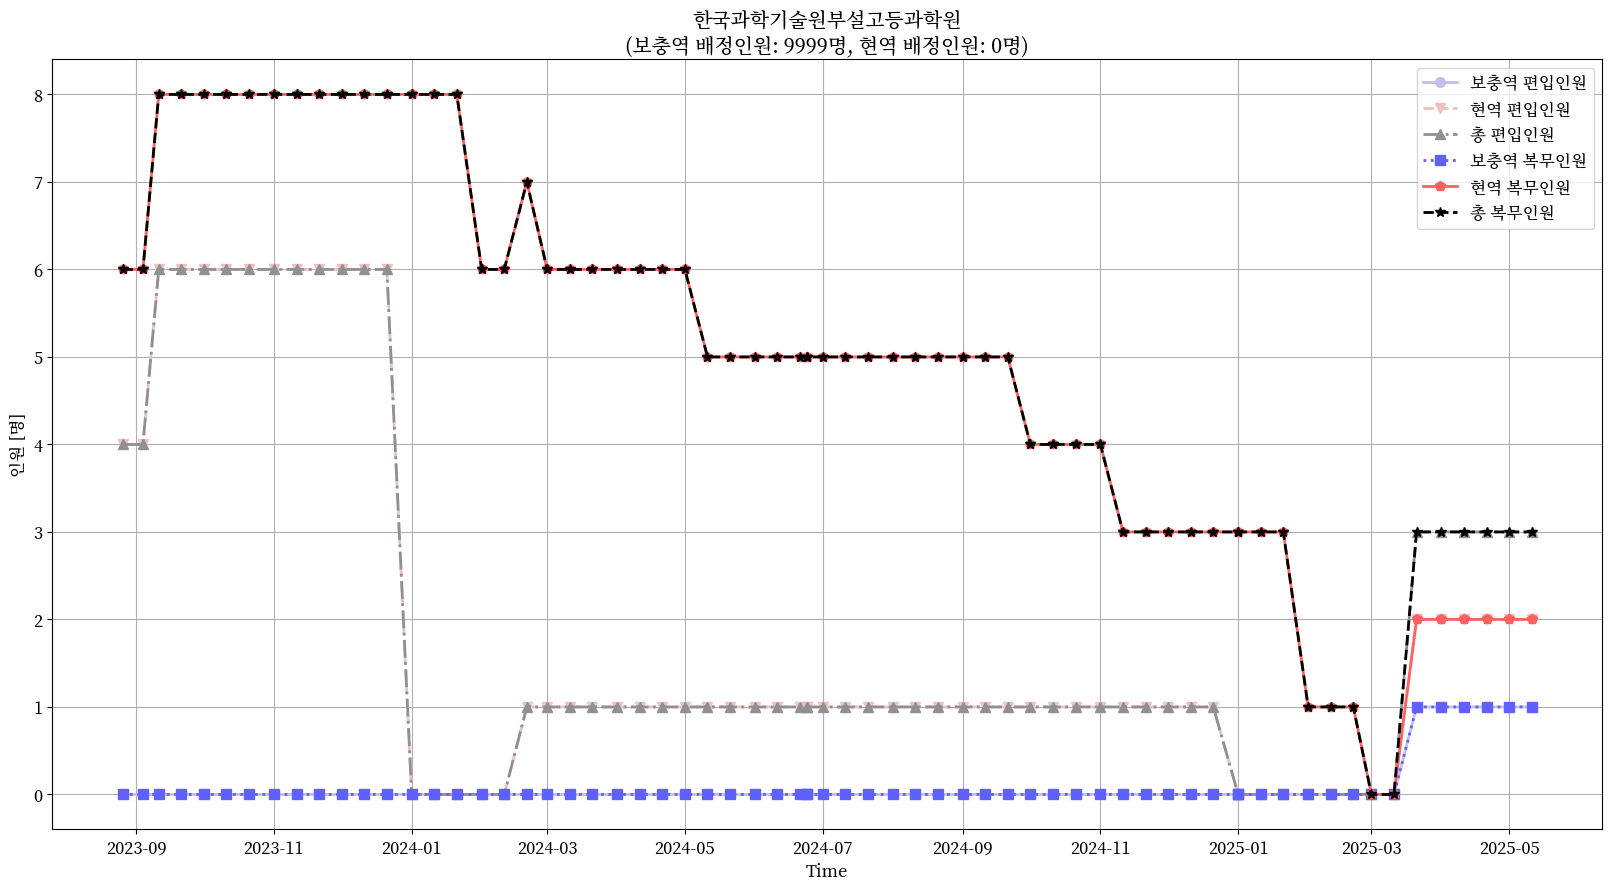 한국과학기술원부설고등과학원
(보충역 배정인원: 9999명, 현역 배정인원: 0명)
보충역 편입인원
현역 편입인원
총 편입인원
보충역 복무인원
현역 복무인원
총 복무인원
인원 [명]
8
7
6
5
4
3
2
1
0
2023-09
2023-11
2024-01
2024-03
2024-05
2024-07
2024-09
2024-11
2025-01
2025-03
2025-05
Time